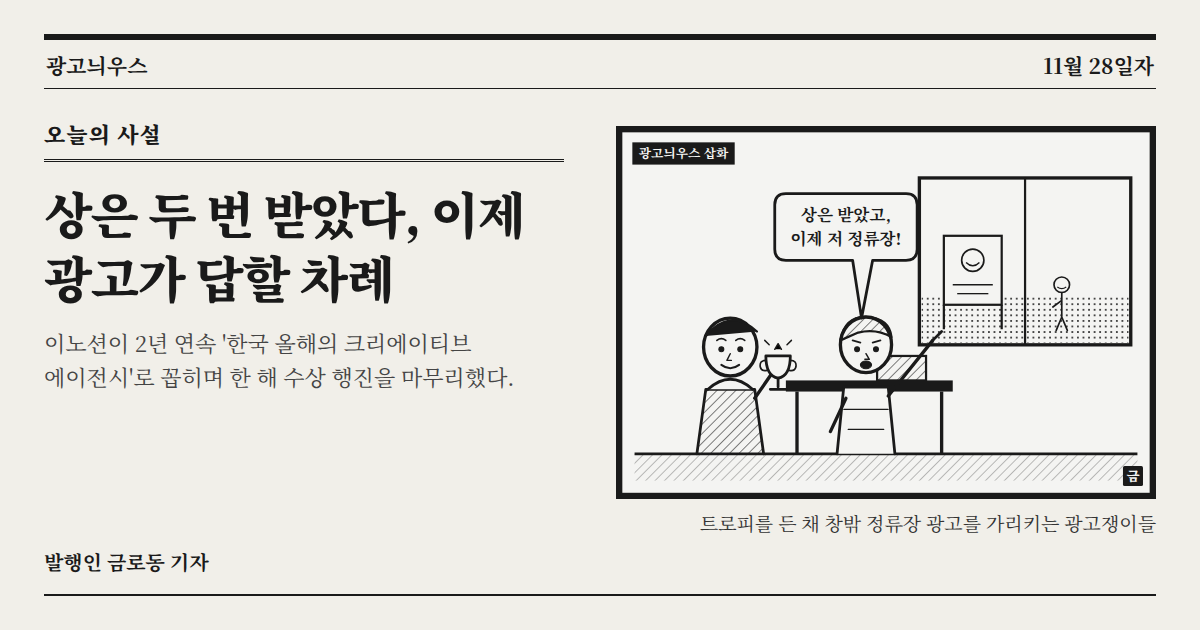 광고늬우스
11월 28일자
오늘의 사설
상은 두 번 받았다, 이제
광고가 답할 차례
이노션이 2년 연속 '한국 올해의 크리에이티브
에이전시'로 꼽히며 한 해 수상 행진을 마무리했다.
광고늬우스 삽화
상은 받았고,
이제 저 정류장!
금
트로피를 든 채 창밖 정류장 광고를 가리키는 광고쟁이들
발행인 금로동 기자